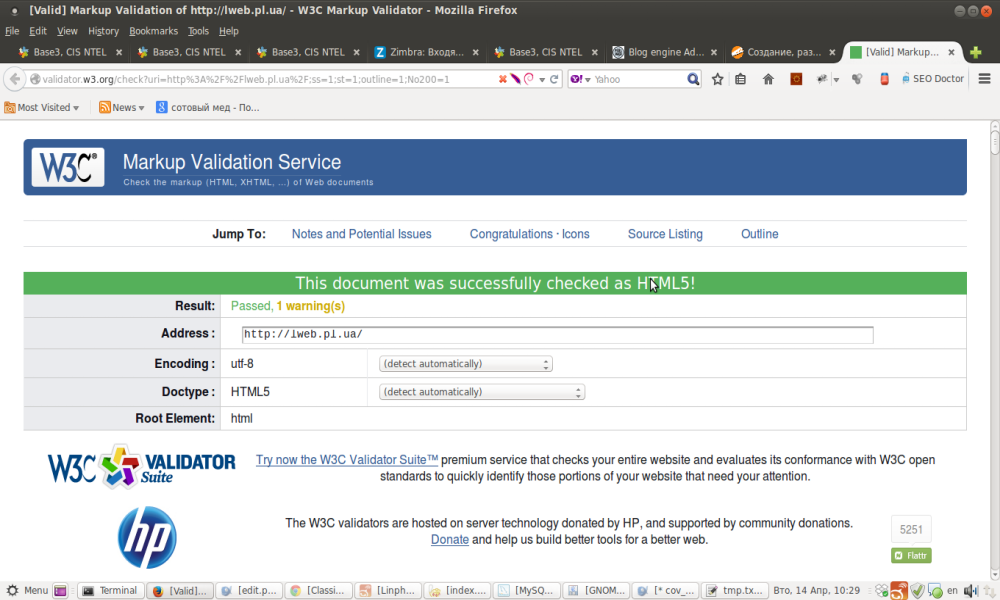 [Valid] Markup Validation of http://lweb.pl.ua/ - W3C Markup Validator - Mozilla Firefox
File Edit View History Bookmarks Tools Help
Base3, CIS NTEL Base3, CIS NTEL Base3, CIS NTEL Zimbra: Входя... Base3, CIS NTEL Blog engine Ad... Создание, раз... [Valid] Markup...
validator.w3.org/check?uri=http%3A%2F%2Flweb.pl.ua%2F;ss=1;st=1;outline=1;No200=1 Yahoo SEO Doctor
Most Visited News сотовый мед - По...
W3C® Markup Validation Service
Check the markup (HTML, XHTML, ...) of Web documents
Jump To: Notes and Potential Issues Congratulations · Icons Source Listing Outline
This document was successfully checked as HTML5!
Result: Passed, 1 warning(s)
Address : http://lweb.pl.ua/
Encoding : utf-8 (detect automatically)
Doctype : HTML5 (detect automatically)
Root Element: html
W3C VALIDATOR Suite
Try now the W3C Validator Suite™ premium service that checks your entire website and evaluates its conformance with W3C open
standards to quickly identify those portions of your website that need your attention.
hp
The W3C validators are hosted on server technology donated by HP, and supported by community donations.
Donate and help us build better tools for a better web.
5251
Flattr
Menu Terminal [Valid]... [edit.p... [Classi... [Linph... [index.... [MySQ... [GNOM... [* cov_... tmp.tx... Вто, 14 Апр, 10:29 en